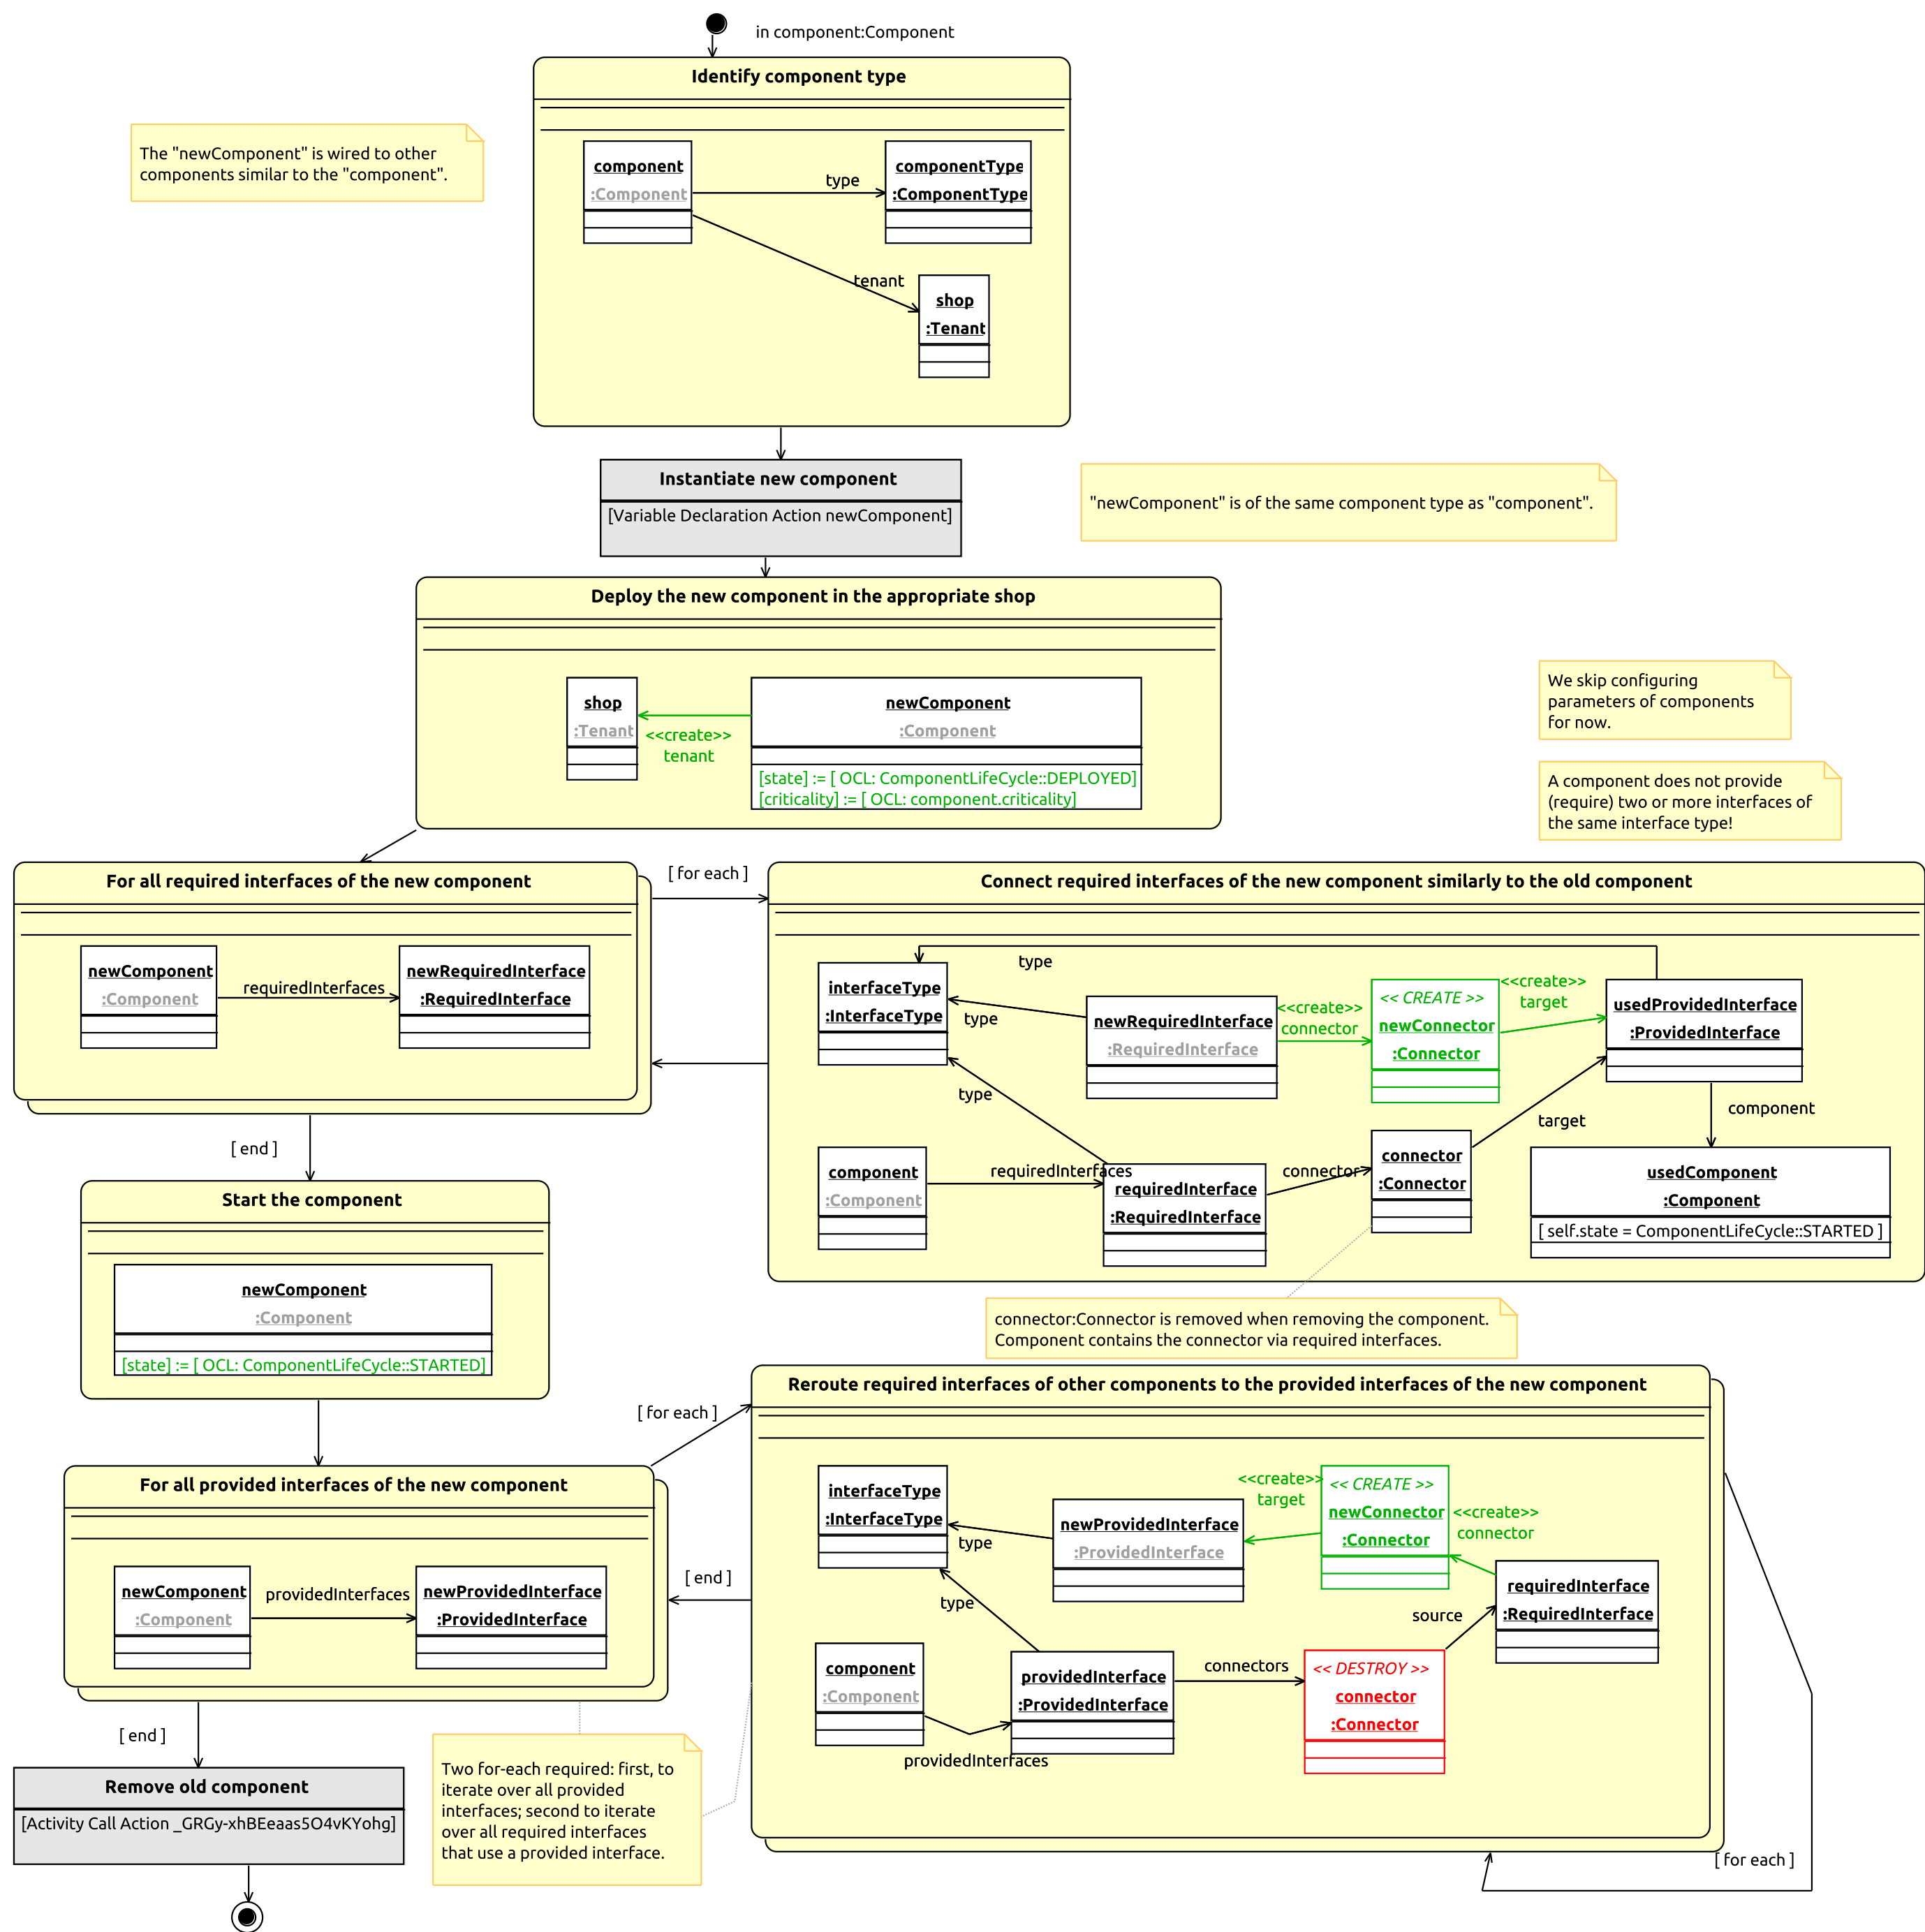 in component:Component
Identify component type
The "newComponent" is wired to other
components similar to the "component".
component
:Component
type
componentType
:ComponentType
tenant
shop
:Tenant
Instantiate new component
[Variable Declaration Action newComponent]
"newComponent" is of the same component type as "component".
Deploy the new component in the appropriate shop
shop
:Tenant
<<create>>
tenant
newComponent
:Component
[state] := [ OCL: ComponentLifeCycle::DEPLOYED]
[criticality] := [ OCL: component.criticality]
We skip configuring
parameters of components
for now.
A component does not provide
(require) two or more interfaces of
the same interface type!
For all required interfaces of the new component
newComponent
:Component
requiredInterfaces
newRequiredInterface
:RequiredInterface
[ for each ]
Connect required interfaces of the new component similarly to the old component
type
interfaceType
:InterfaceType
type
newRequiredInterface
:RequiredInterface
<<create>>
connector
<< CREATE >>
newConnector
:Connector
<<create>>
target
usedProvidedInterface
:ProvidedInterface
type
component
target
component
:Component
requiredInterfaces
requiredInterface
:RequiredInterface
connector
connector
:Connector
usedComponent
:Component
[ self.state = ComponentLifeCycle::STARTED ]
[ end ]
Start the component
newComponent
:Component
[state] := [ OCL: ComponentLifeCycle::STARTED]
connector:Connector is removed when removing the component.
Component contains the connector via required interfaces.
[ for each ]
Reroute required interfaces of other components to the provided interfaces of the new component
For all provided interfaces of the new component
newComponent
:Component
providedInterfaces
newProvidedInterface
:ProvidedInterface
[ end ]
interfaceType
:InterfaceType
type
newProvidedInterface
:ProvidedInterface
<<create>>
target
<< CREATE >>
newConnector
:Connector
<<create>>
connector
requiredInterface
:RequiredInterface
type
source
component
:Component
providedInterfaces
providedInterface
:ProvidedInterface
connectors
<< DESTROY >>
connector
:Connector
[ for each ]
[ end ]
Remove old component
[Activity Call Action _GRGy-xhBEeaas5O4vKYohg]
Two for-each required: first, to
iterate over all provided
interfaces; second to iterate
over all required interfaces
that use a provided interface.